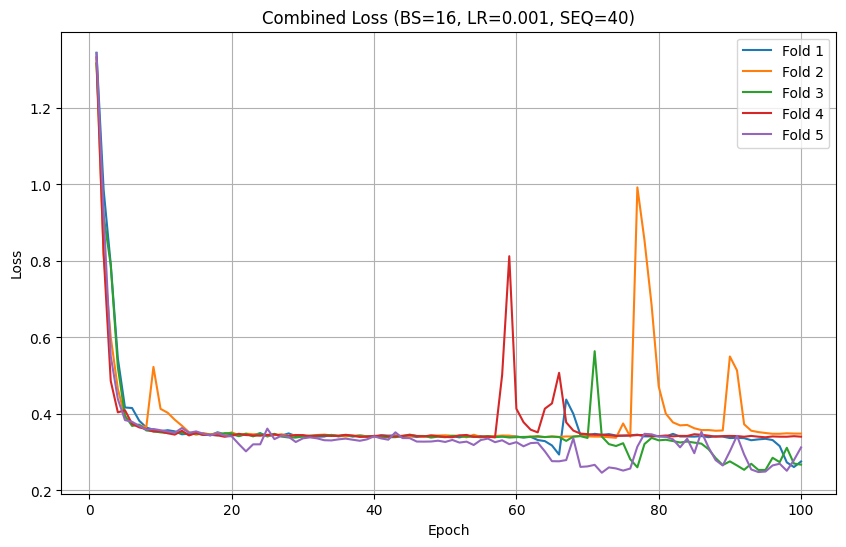 Combined Loss (BS=16, LR=0.001, SEQ=40)
Fold 1
Fold 2
Fold 3
Fold 4
Fold 5
Loss
1.2
1.0
0.8
0.6
0.4
0.2
0
20
40
60
80
100
Epoch